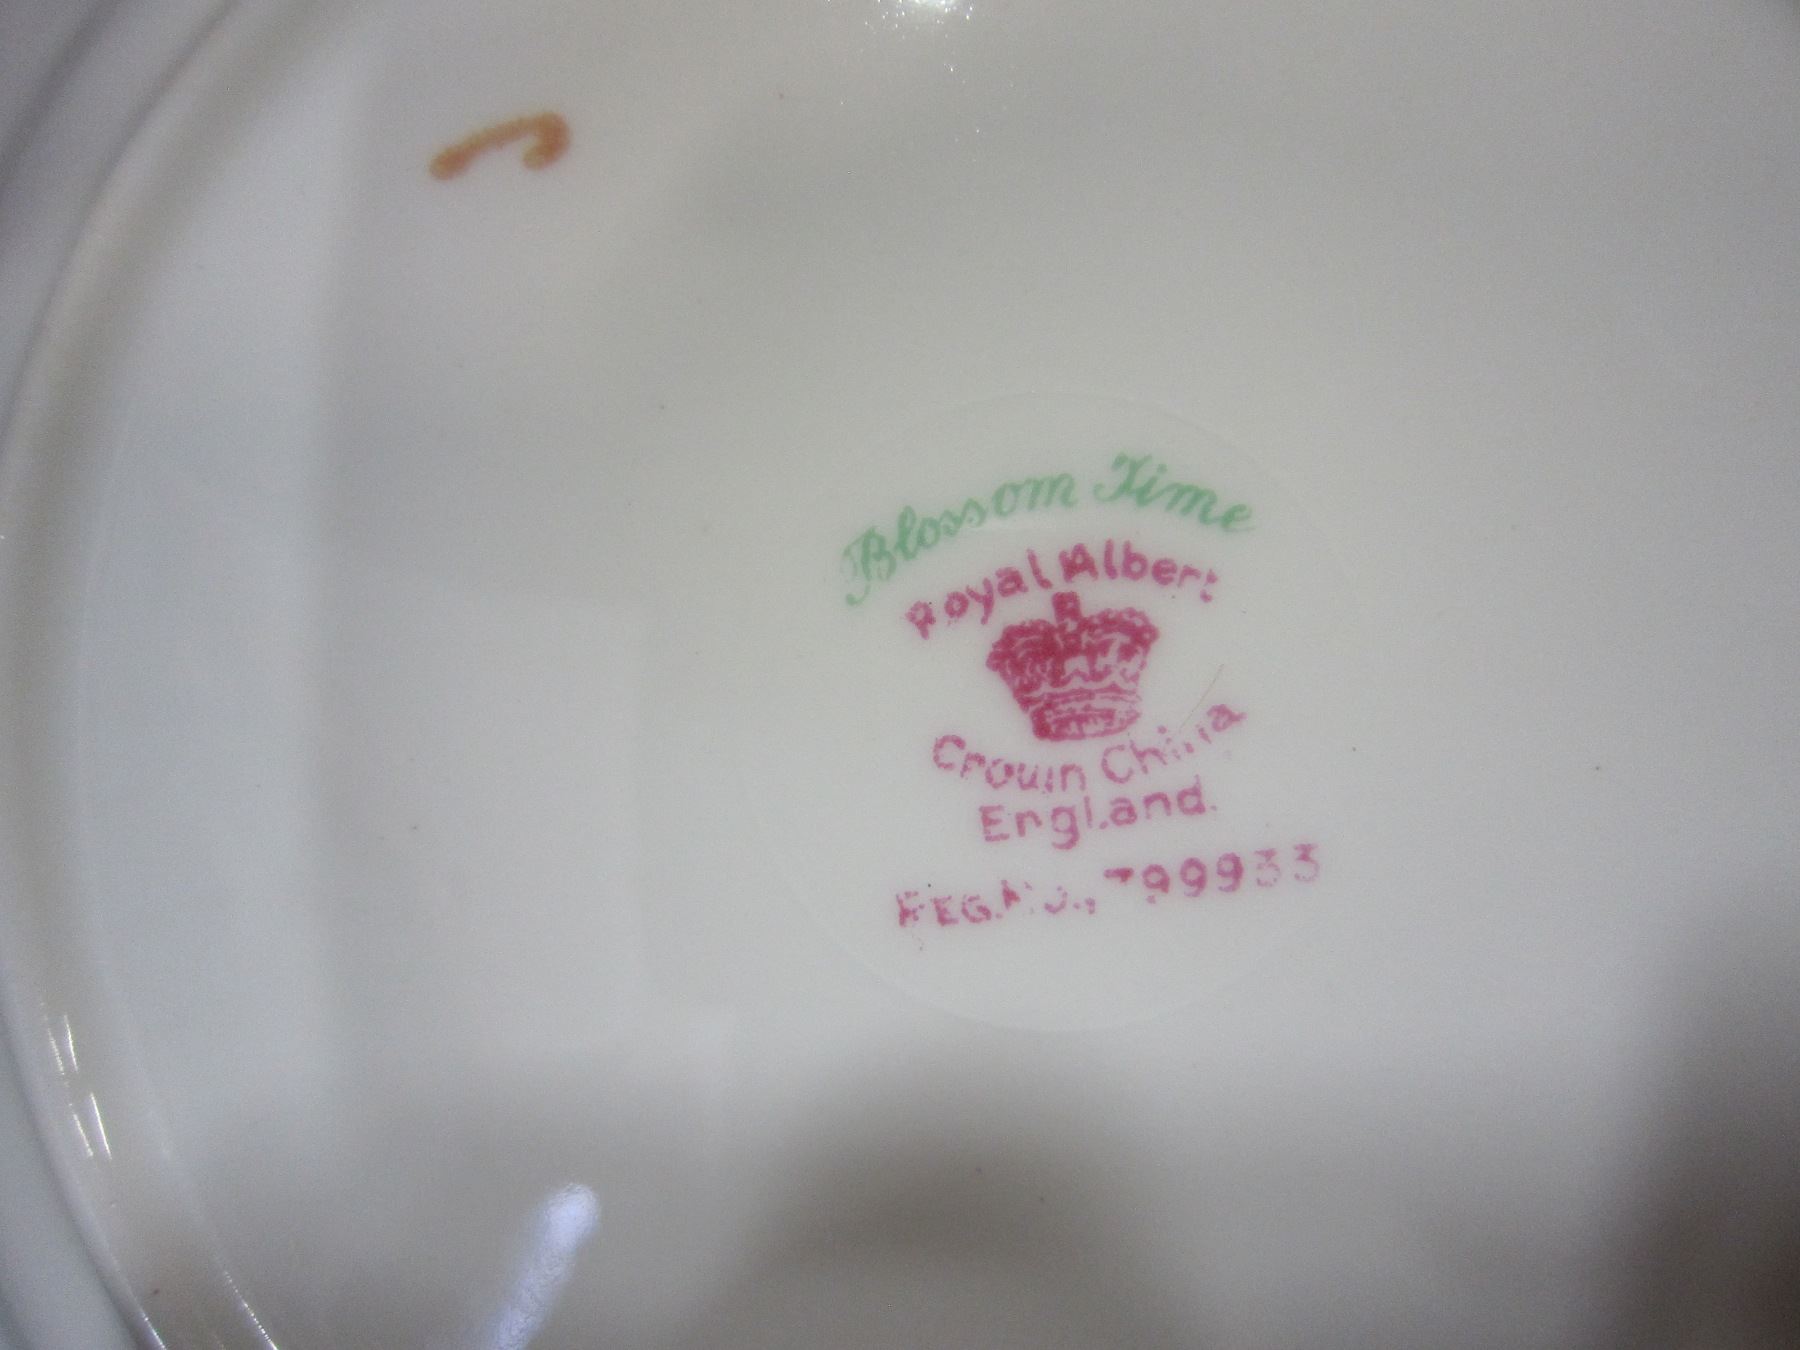 Blossom Time
Royal Albert
Crown China
England.
REG.No., 799933